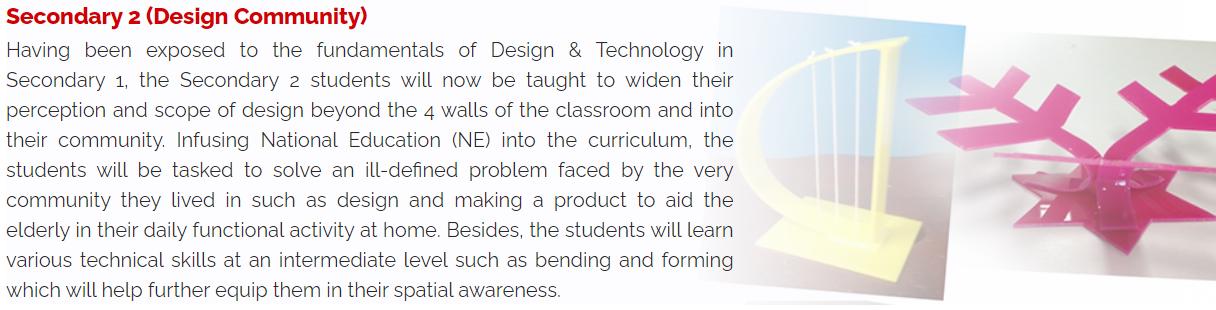 Secondary 2 (Design Community)
Having been exposed to the fundamentals of Design & Technology in
Secondary 1, the Secondary 2 students will now be taught to widen their
perception and scope of design beyond the 4 walls of the classroom and into
their community. Infusing National Education (NE) into the curriculum, the
students will be tasked to solve an ill-defined problem faced by the very
community they lived in such as design and making a product to aid the
elderly in their daily functional activity at home. Besides, the students will learn
various technical skills at an intermediate level such as bending and forming
which will help further equip them in their spatial awareness.